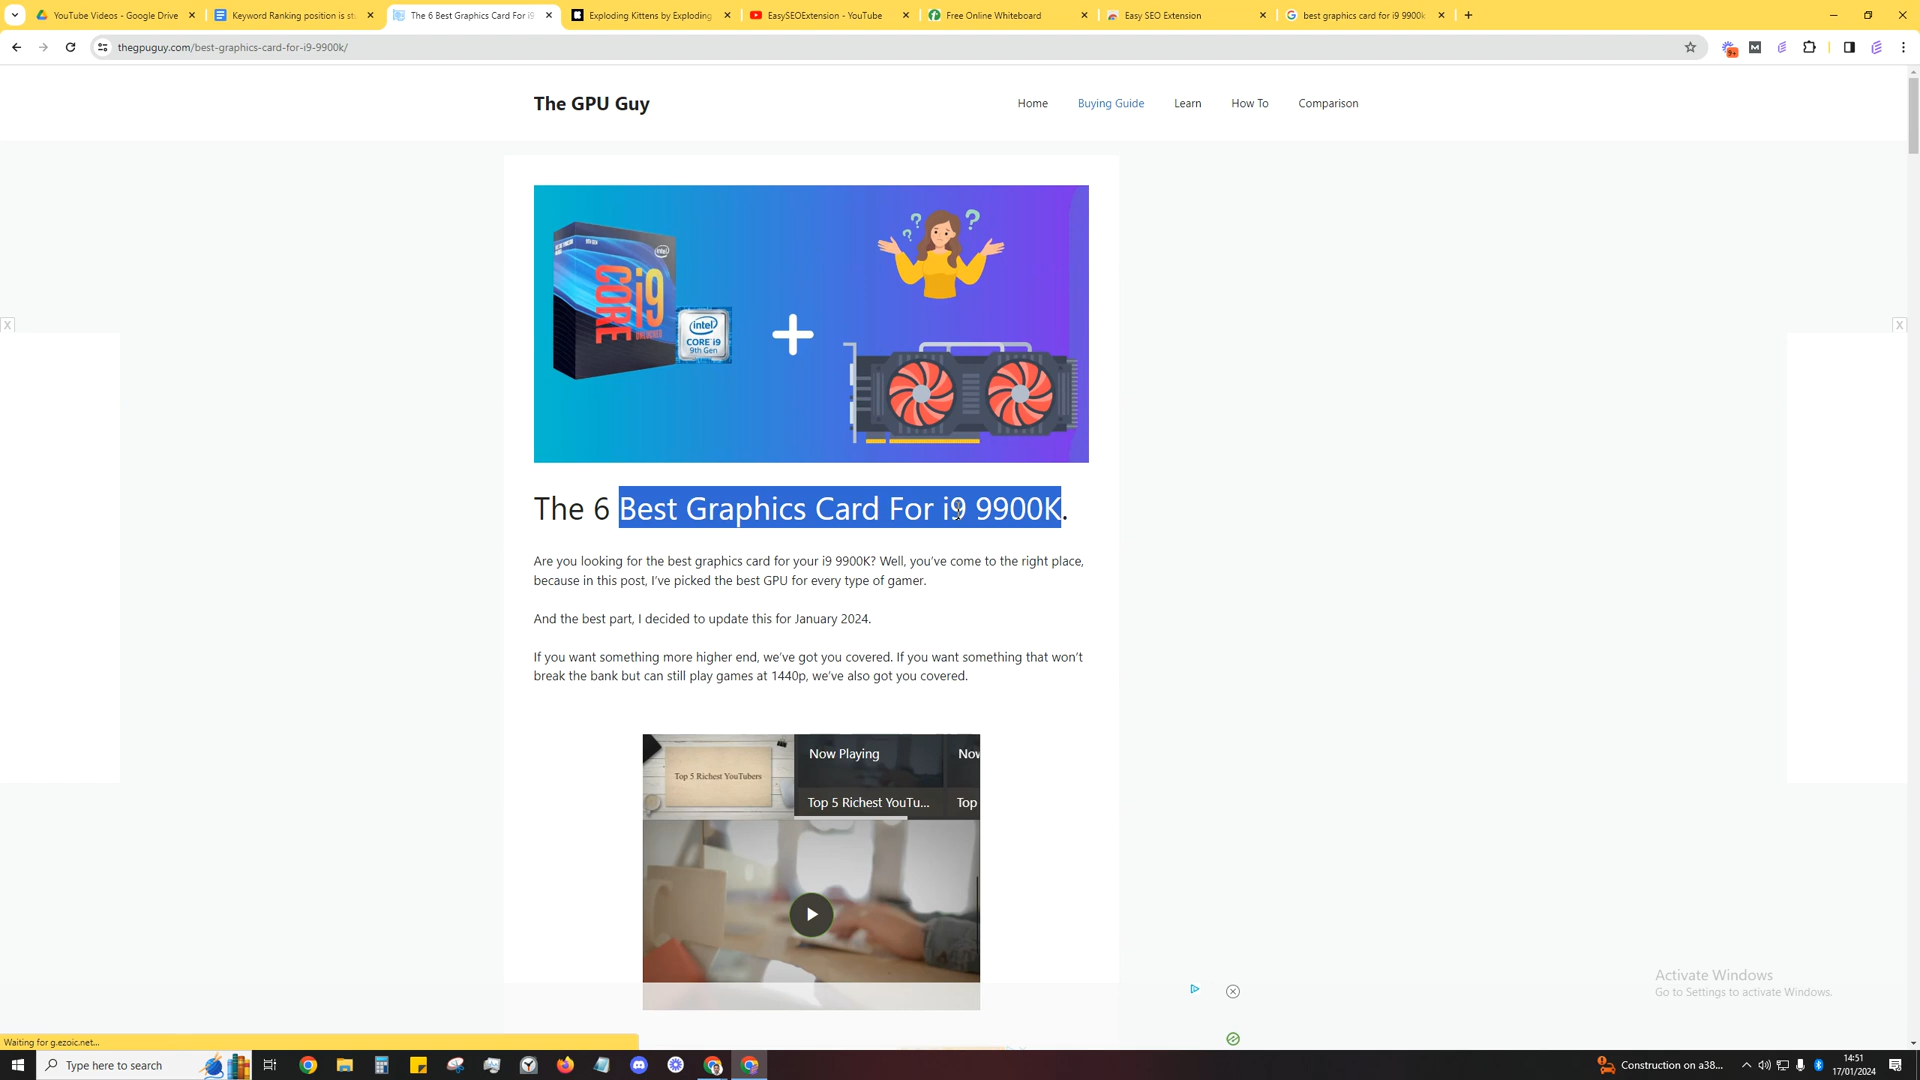 YouTube Videos - Google Drive
Keyword Ranking position is stu
The 6 Best Graphics Card For i9
Exploding Kittens by Exploding
EasySEOExtension - YouTube
Free Online Whiteboard
Easy SEO Extension
best graphics card for i9 9900k
thegpuguy.com/best-graphics-card-for-i9-9900k/
9+
M
The GPU Guy
Home
Buying Guide
Learn
How To
Comparison
X
X
CORE i9
UNLOCKED
intel
intel
CORE i9
9th Gen
The 6 Best Graphics Card For i9 9900K.
Are you looking for the best graphics card for your i9 9900K? Well, you've come to the right place,
because in this post, I've picked the best GPU for every type of gamer.
And the best part, I decided to update this for January 2024.
If you want something more higher end, we've got you covered. If you want something that won't
break the bank but can still play games at 1440p, we've also got you covered.
Top 5 Richest YouTubers
Now Playing
Nov
Top 5 Richest YouTu...
Top
Activate Windows
Go to Settings to activate Windows.
Waiting for g.ezoic.net...
Type here to search
Construction on a38...
14:51
17/01/2024